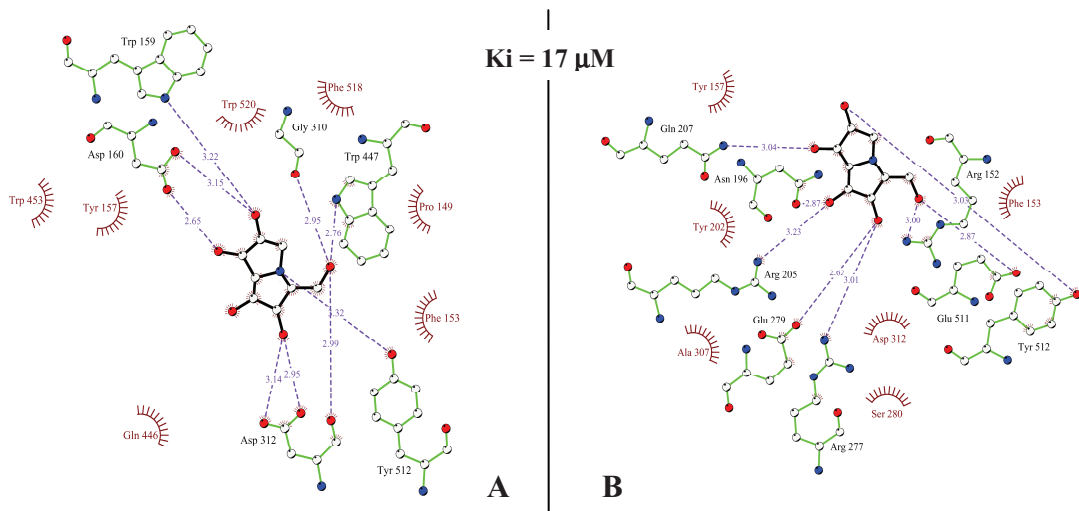 Ki = 17 µM
Trp 159
Phe 518
Trp 520
Gly 310
Trp 447
Asp 160
3.22
3.15
Trp 453
Tyr 157
2.65
2.95
2.76
Pro 149
Phe 153
3.32
2.99
3.14
2.95
Gln 446
Asp 312
Tyr 512
A
Tyr 157
Gln 207
3.04
Asn 196
Arg 152
3.03
Phe 153
2.87
3.00
Tyr 202
3.23
2.87
Arg 205
2.62
3.01
Glu 511
Glu 279
Asp 312
Tyr 512
Ala 307
Ser 280
Arg 277
B